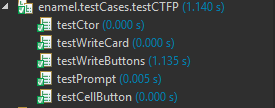 enamel.testCases.testCTFP (1.140 s)
testCtor (0.000 s)
testWriteCard (0.000 s)
testWriteButtons (1.135 s)
testPrompt (0.005 s)
testCellButton (0.000 s)